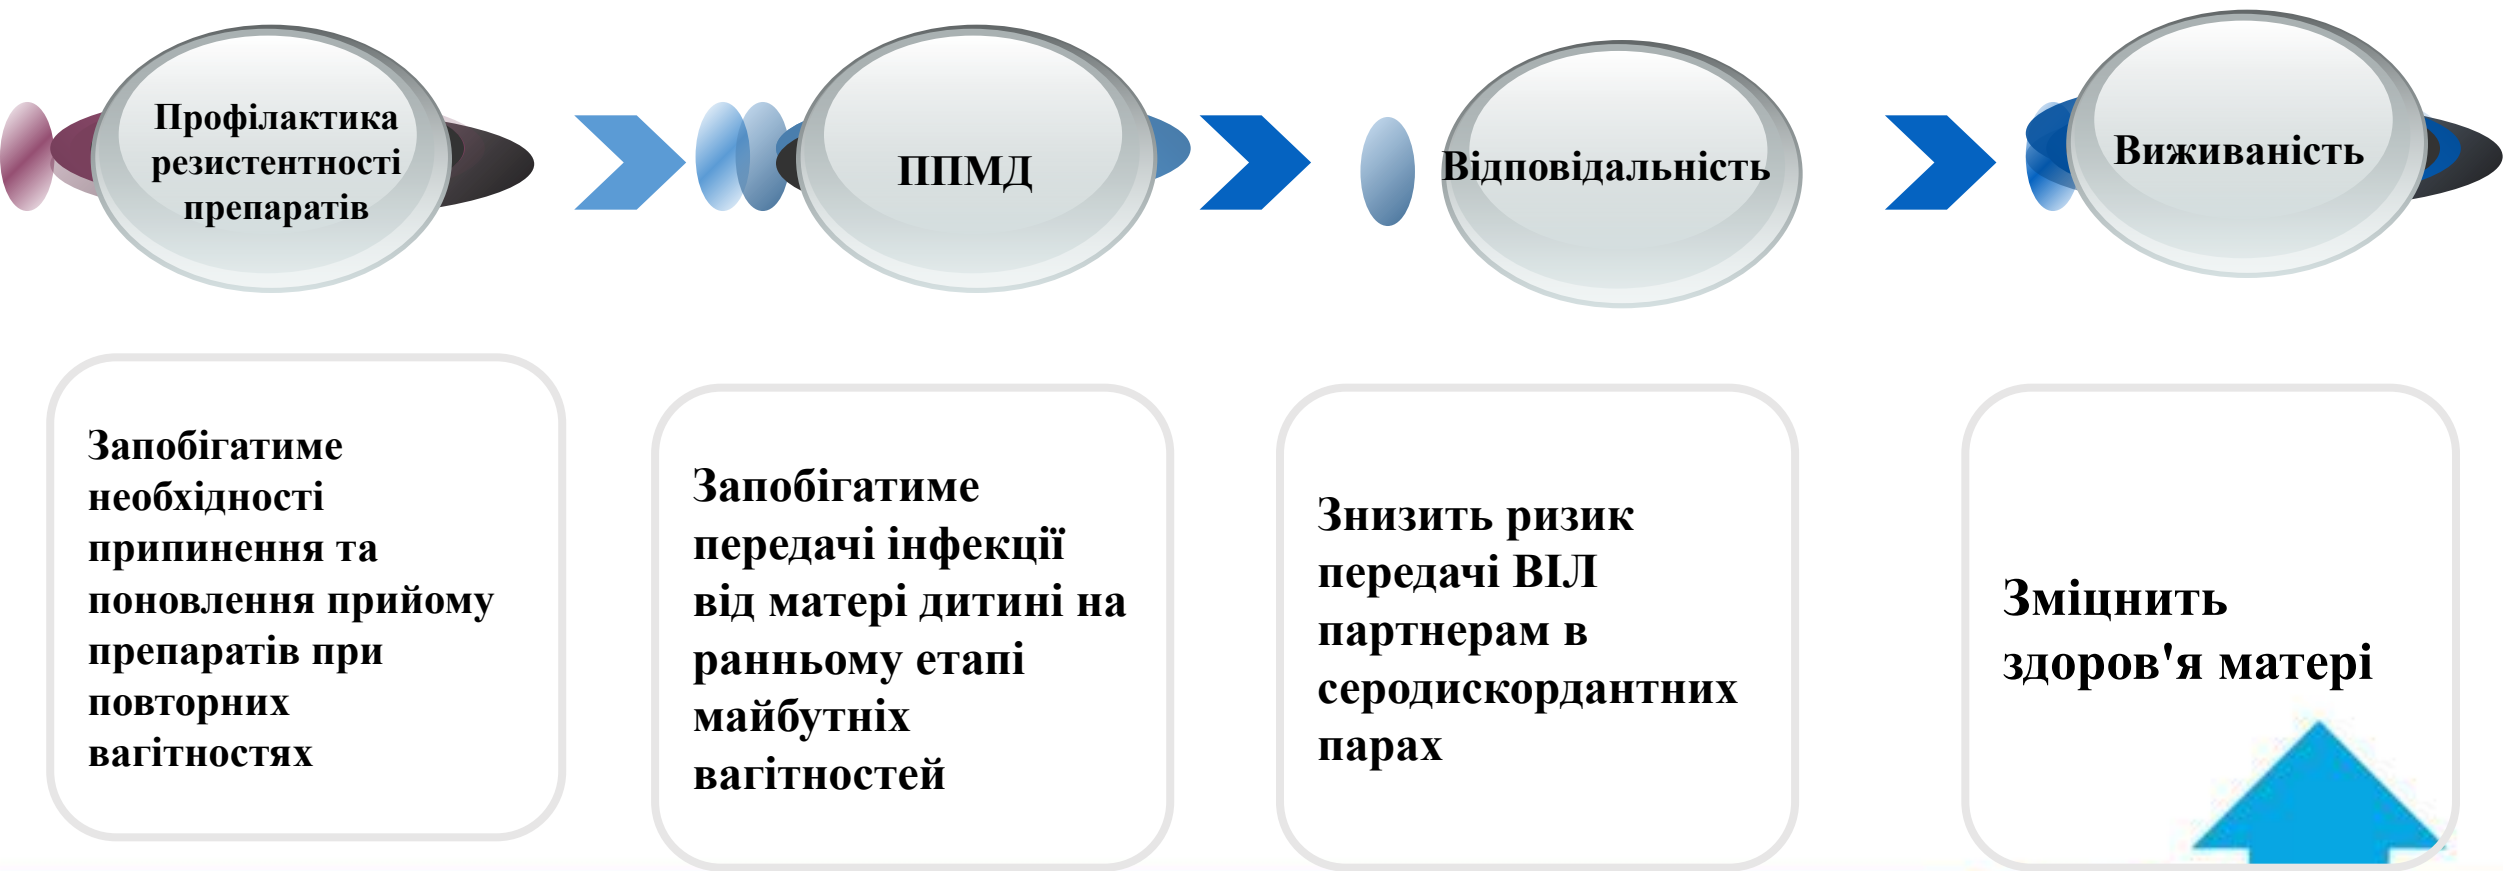 Профілактика
резистентності
препаратів
ППМД
Відповідальність
Виживаність
Запобігатиме
необхідності
припинення та
поновлення прийому
препаратів при
повторних
вагітностях
Запобігатиме
передачі інфекції
від матері дитині на
ранньому етапі
майбутніх
вагітностей
Знизить ризик
передачі ВІЛ
партнерам в
серодискордантних
парах
Зміцнить
здоров'я матері